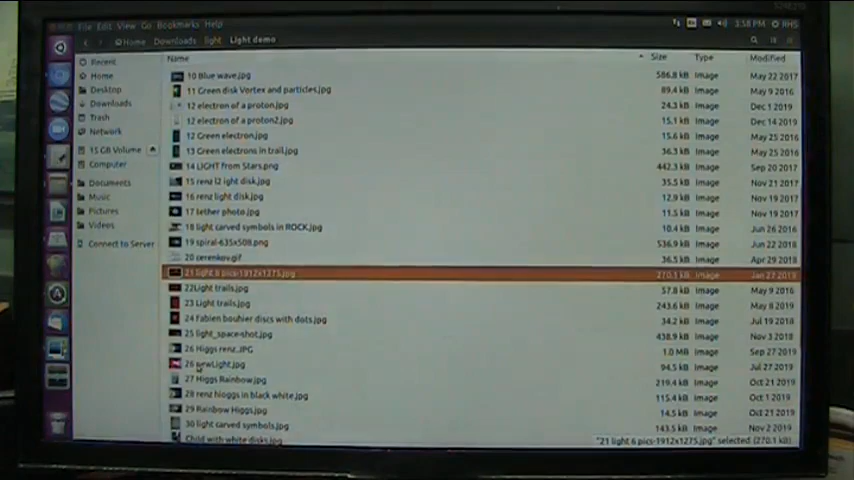 File Edit View Go Bookmarks Help
3:58 PM RHS
Home Downloads light Light demo
Recent
Home
Desktop
Downloads
Trash
Network
15 GB Volume
Computer
Documents
Music
Pictures
Videos
Connect to Server
Name Size Type Modified
10 Blue wave.jpg 586.8 kB Image May 22 2017
11 Green disk Vortex and particles.jpg 89.4 kB Image May 9 2016
12 electron of a proton.jpg 24.3 kB Image Dec 1 2019
12 electron of a proton2.jpg 15.1 kB Image Dec 14 2019
12 Green electron.jpg 15.6 kB Image May 25 2016
13 Green electrons in trail.jpg 36.3 kB Image May 25 2016
14 LIGHT from Stars.png 442.3 kB Image Sep 20 2017
15 renz l2 ight disk.jpg 35.5 kB Image Nov 21 2017
16 renz light disk.jpg 12.9 kB Image Nov 19 2017
17 tether photo.jpg 11.5 kB Image Nov 19 2017
18 light carved symbols in ROCK.jpg 10.4 kB Image Jun 26 2016
19 spiral-635x508.png 536.9 kB Image Jun 22 2018
20 cerenkov.gif 36.5 kB Image Apr 29 2018
21 light 6 pics-1912x1275.jpg 270.1 kB Image Jan 27 2019
22Light trails.jpg 57.8 kB Image May 9 2016
23 Light trails.jpg 243.6 kB Image May 8 2019
24 Fabien bouhier discs with dots.jpg 34.2 kB Image Jul 19 2018
25 light_space-shot.jpg 438.9 kB Image Nov 3 2018
26 Higgs renz.JPG 1.0 MB Image Sep 27 2019
26 newLight.jpg 94.5 kB Image Jul 27 2019
27 Higgs Rainbow.jpg 219.4 kB Image Oct 21 2019
28 renz hioggs in black white.jpg 115.4 kB Image Oct 1 2019
29 Rainbow Higgs.jpg 14.5 kB Image Oct 21 2019
30 light carved symbols.jpg 143.5 kB Image Nov 2 2019
Child with white disks.jpg
"21 light 6 pics-1912x1275.jpg" selected (270.1 kB)